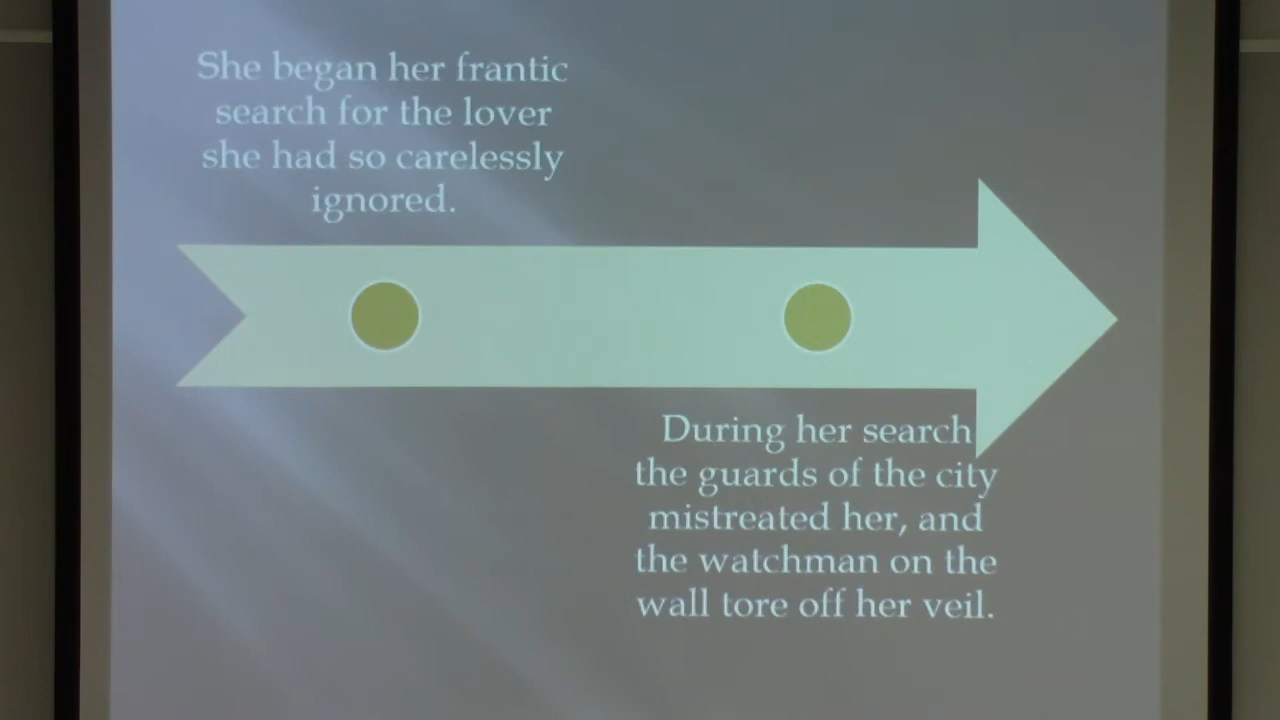 She began her frantic
search for the lover
she had so carelessly
ignored.
During her search
the guards of the city
mistreated her, and
the watchman on the
wall tore off her veil.